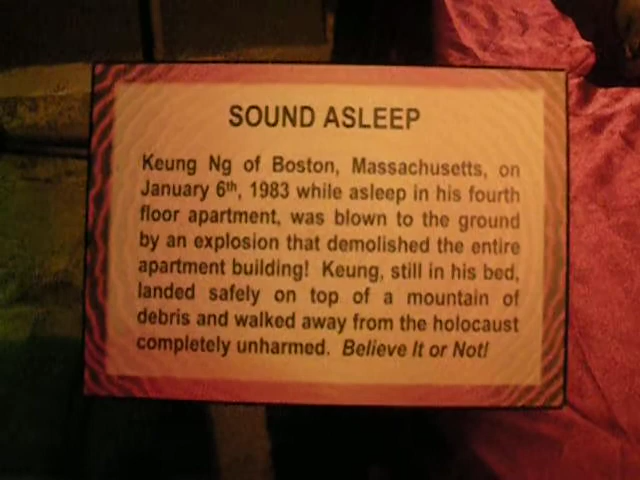 SOUND ASLEEP
Keung Ng of Boston, Massachusetts, on
January 6th, 1983 while asleep in his fourth
floor apartment, was blown to the ground
by an explosion that demolished the entire
apartment building! Keung, still in his bed,
landed safely on top of a mountain of
debris and walked away from the holocaust
completely unharmed. Believe It or Not!